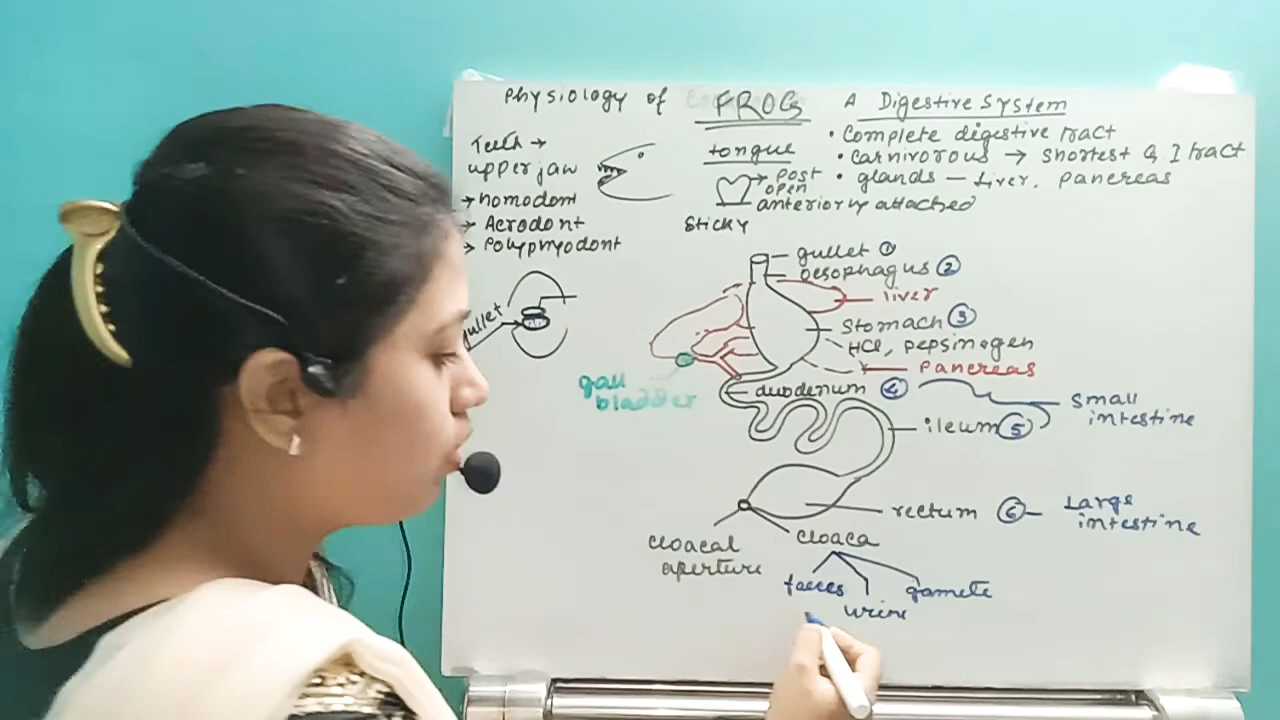 Physiology of FROG
A Digestive System
• Complete digestive tract
• carnivorous → shortest G I tract
• glands — Liver, Pancreas
Teeth →
upper jaw
→ homodont
→ Acrodont
→ Polyphyodont
tongue
→ post
open
anteriorly attached
Sticky
gullet
gullet ①
oesophagus ②
liver
Stomach ③
HCl, pepsinogen
Pancreas
gall
bladder
duodenum ④
Small
intestine
ileum ⑤
rectum ⑥ — Large
intestine
cloacal
aperture
cloaca
faeces
urine
gamete